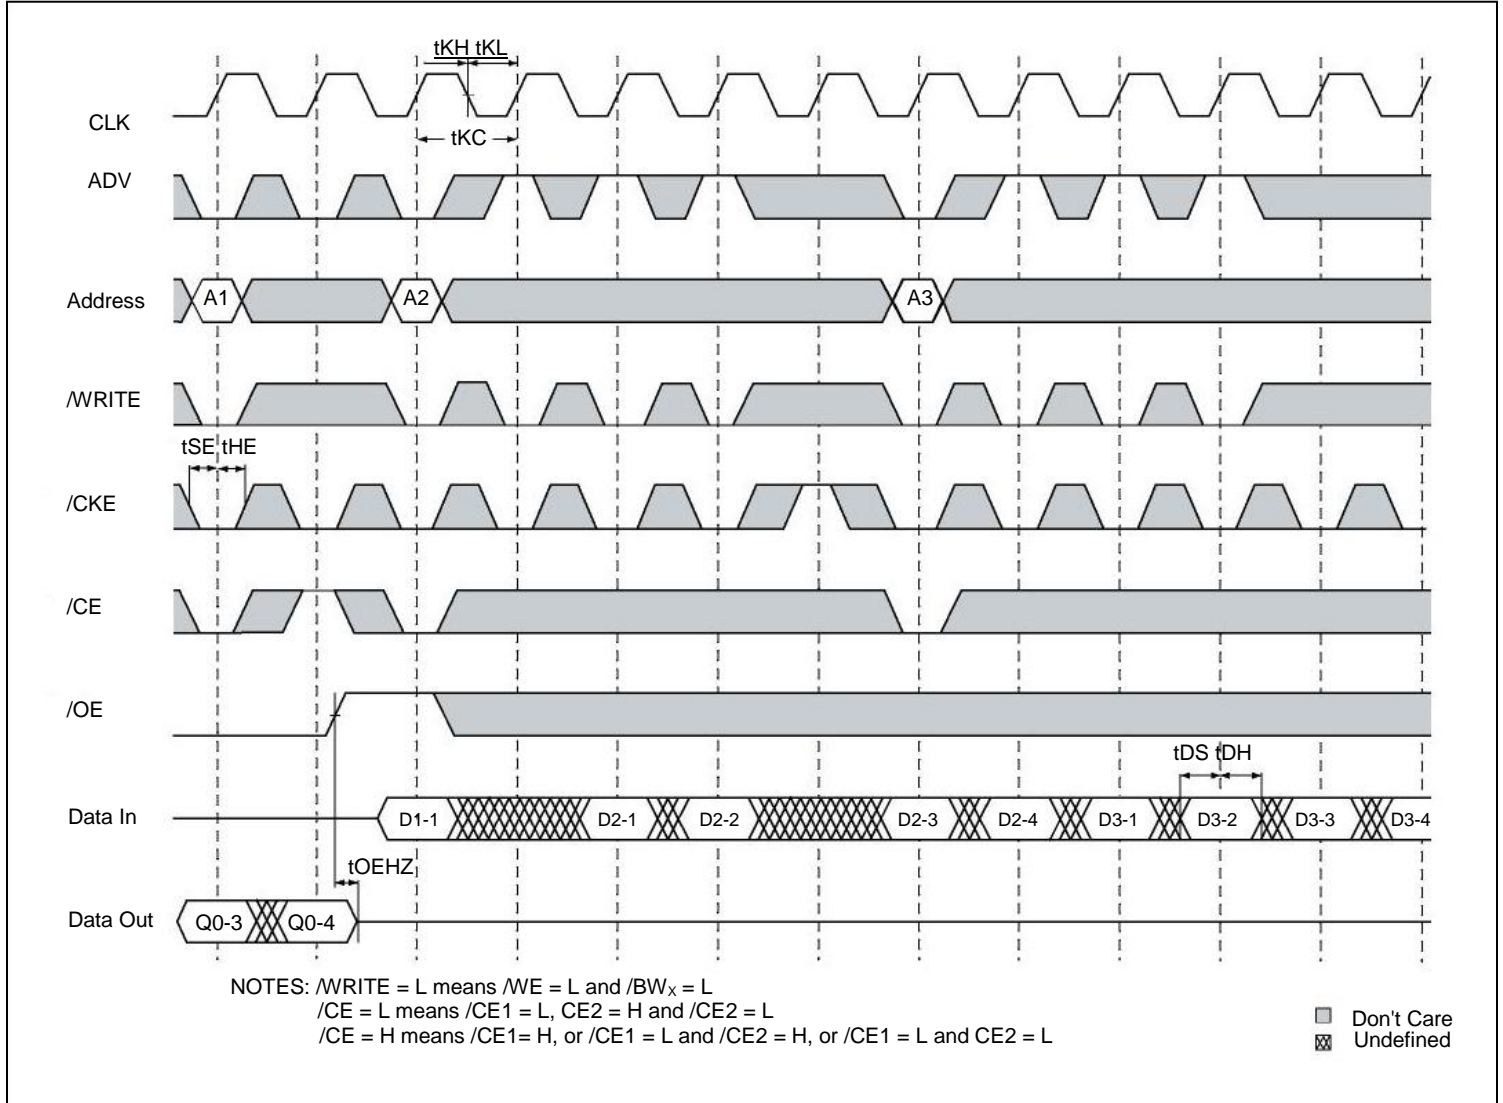 tKH tKL
CLK
tKC
ADV
Address A1 A2 A3
/WRITE
tSE tHE
/CKE
/CE
/OE
tDS tDH
Data In D1-1 D2-1 D2-2 D2-3 D2-4 D3-1 D3-2 D3-3 D3-4
tOEHZ
Data Out Q0-3 Q0-4
NOTES: /WRITE = L means /WE = L and /BWX = L
/CE = L means /CE1 = L, CE2 = H and /CE2 = L
/CE = H means /CE1= H, or /CE1 = L and /CE2 = H, or /CE1 = L and CE2 = L
Don't Care
Undefined